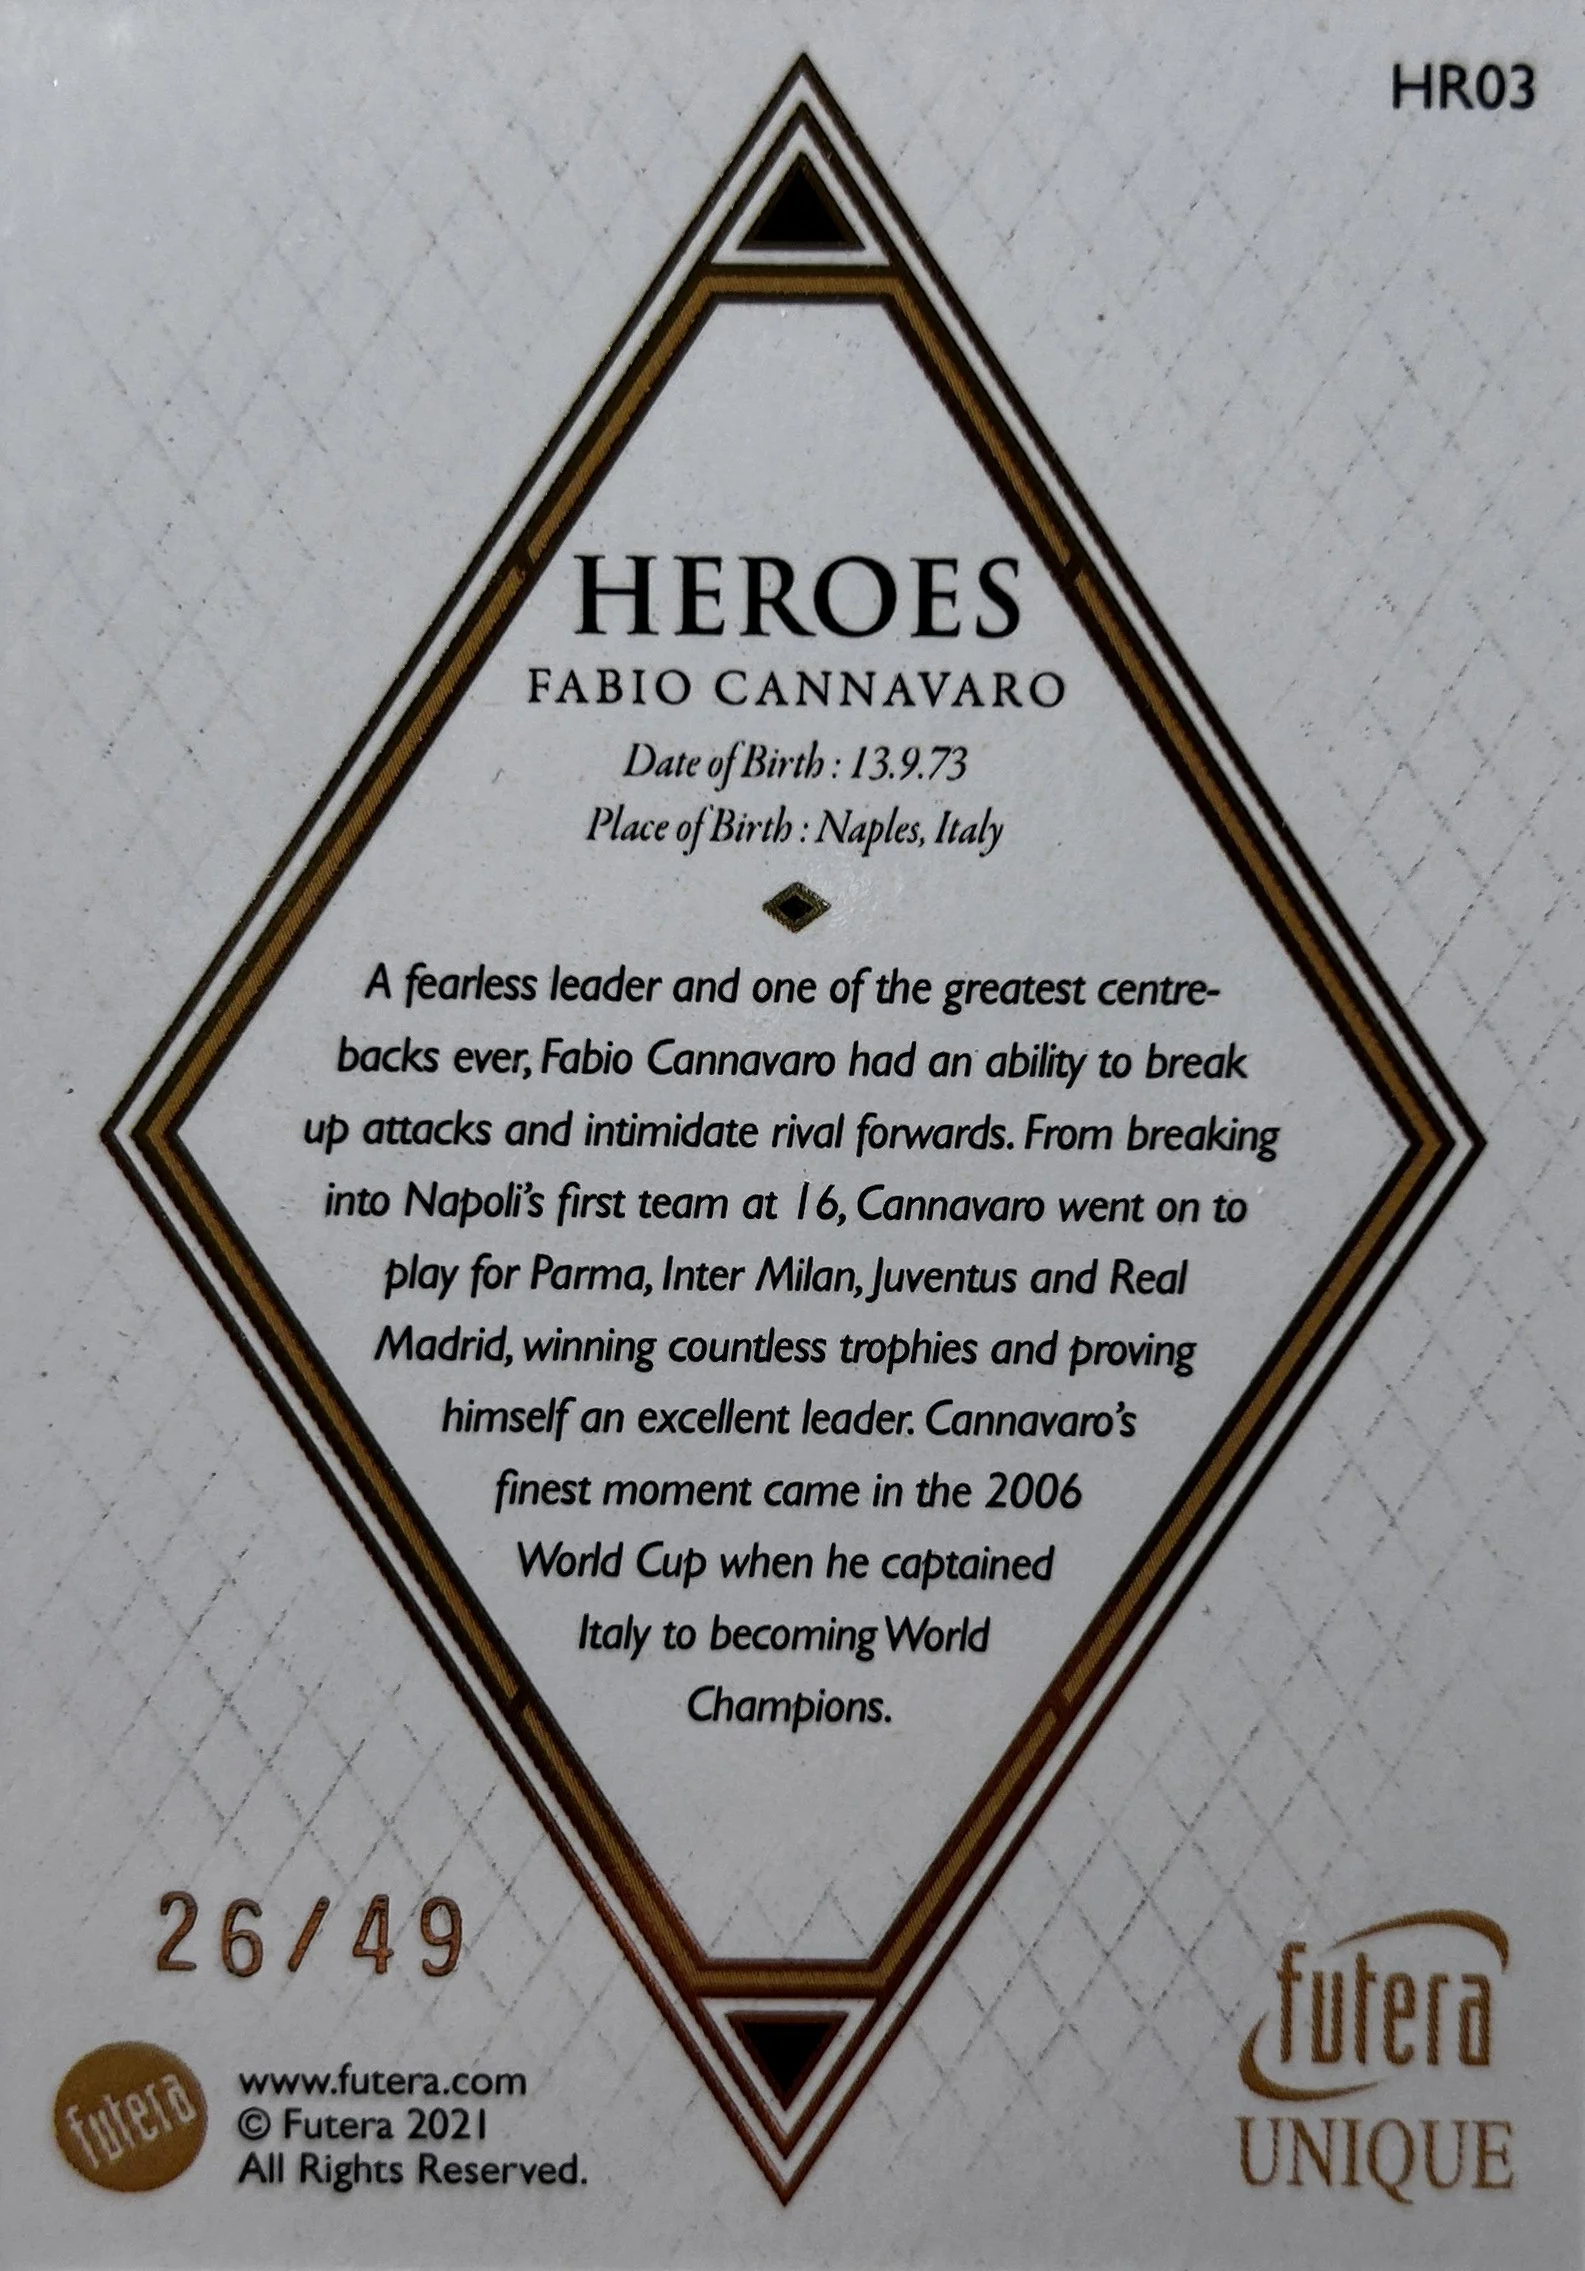 HR03
HEROES
FABIO CANNAVARO
Date of Birth : 13.9.73
Place of Birth : Naples, Italy
A fearless leader and one of the greatest centre-
backs ever, Fabio Cannavaro had an ability to break
up attacks and intimidate rival forwards. From breaking
into Napoli's first team at 16, Cannavaro went on to
play for Parma, Inter Milan, Juventus and Real
Madrid, winning countless trophies and proving
himself an excellent leader. Cannavaro's
finest moment came in the 2006
World Cup when he captained
Italy to becoming World
Champions.
26/49
futera
www.futera.com
© Futera 2021
All Rights Reserved.
futera
UNIQUE